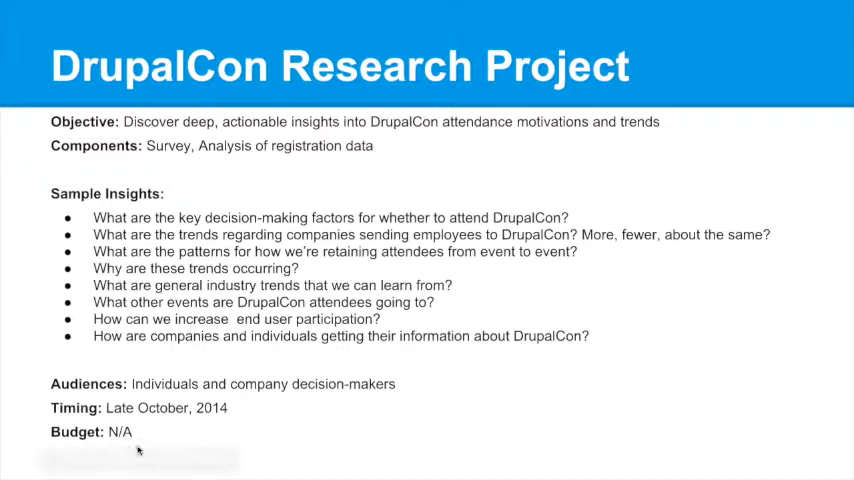 DrupalCon Research Project
Objective: Discover deep, actionable insights into DrupalCon attendance motivations and trends
Components: Survey, Analysis of registration data
Sample Insights:
● What are the key decision-making factors for whether to attend DrupalCon?
● What are the trends regarding companies sending employees to DrupalCon? More, fewer, about the same?
● What are the patterns for how we're retaining attendees from event to event?
● Why are these trends occurring?
● What are general industry trends that we can learn from?
● What other events are DrupalCon attendees going to?
● How can we increase  end user participation?
● How are companies and individuals getting their information about DrupalCon?
Audiences: Individuals and company decision-makers
Timing: Late October, 2014
Budget: N/A